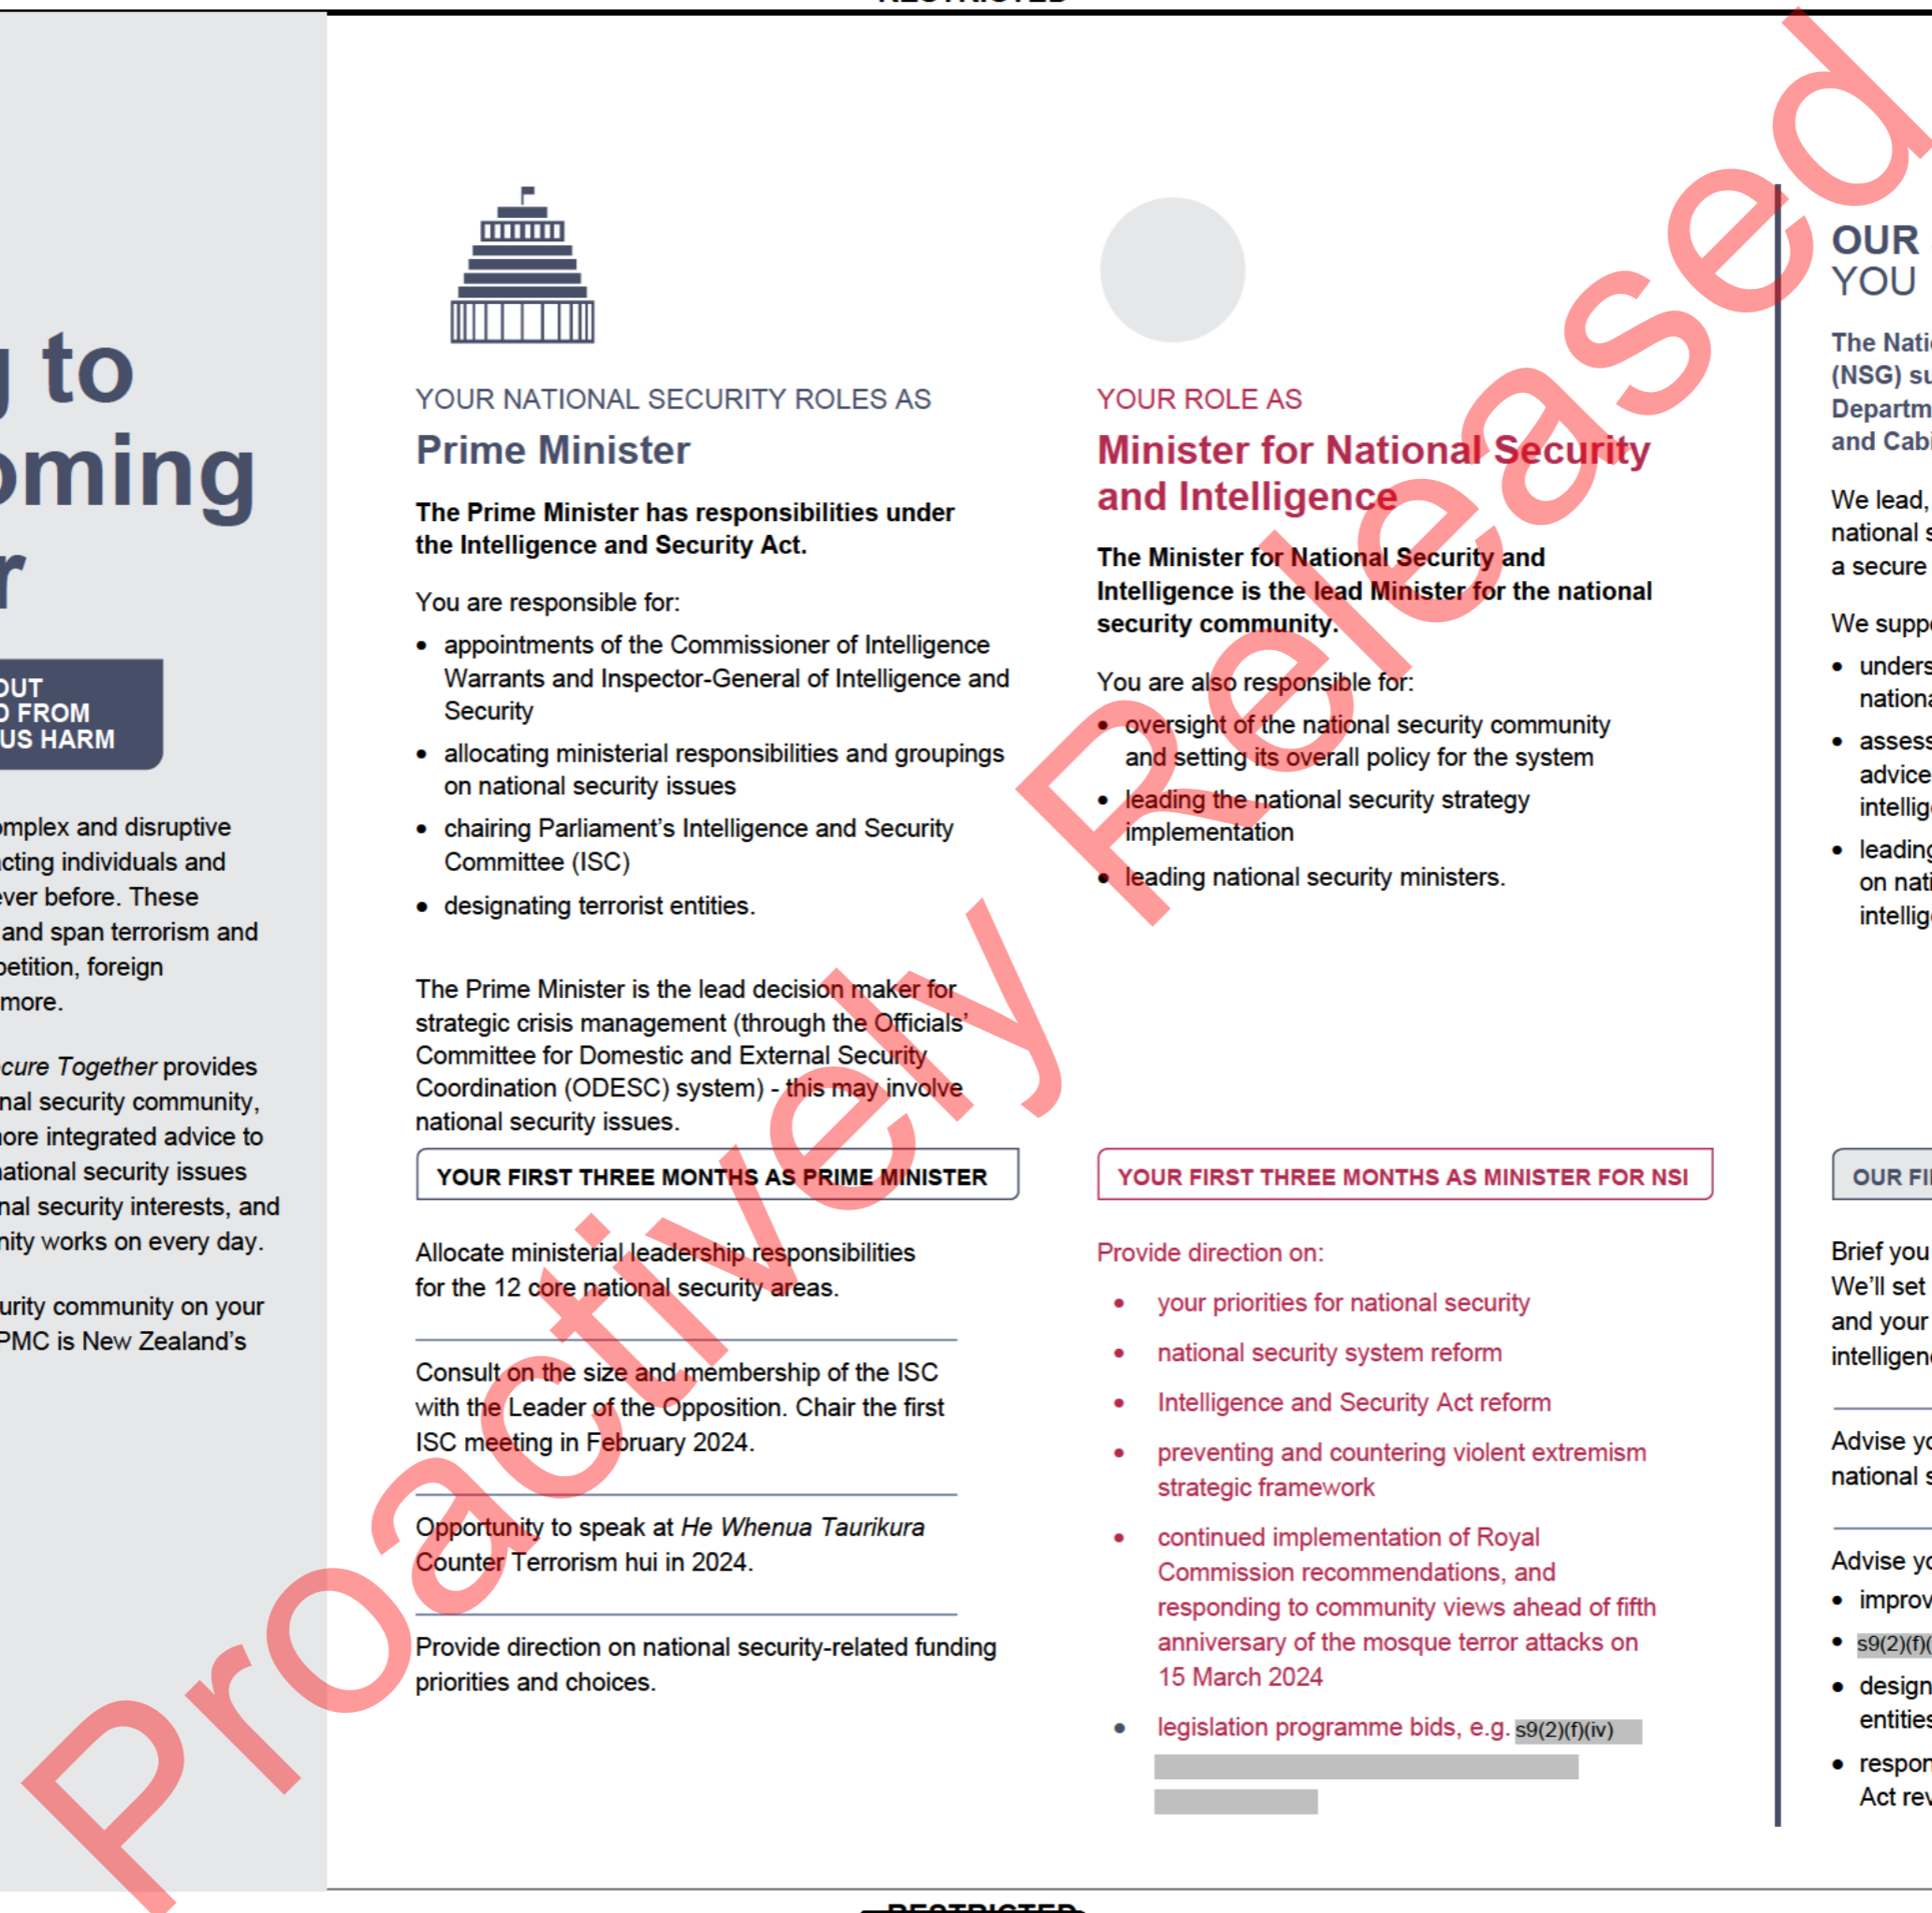 RESTRICTED
to
oming
r
OUT
FROM
US HARM
omplex and disruptive
acting individuals and
ever before. These
and span terrorism and
petition, foreign
more.
cure Together provides
nal security community,
more integrated advice to
national security issues
nal security interests, and
nity works on every day.
urity community on your
PMC is New Zealand's
YOUR NATIONAL SECURITY ROLES AS
Prime Minister
The Prime Minister has responsibilities under
the Intelligence and Security Act.
You are responsible for:
• appointments of the Commissioner of Intelligence
Warrants and Inspector-General of Intelligence and
Security
• allocating ministerial responsibilities and groupings
on national security issues
• chairing Parliament's Intelligence and Security
Committee (ISC)
• designating terrorist entities.
The Prime Minister is the lead decision maker for
strategic crisis management (through the Officials'
Committee for Domestic and External Security
Coordination (ODESC) system) - this may involve
national security issues.
YOUR FIRST THREE MONTHS AS PRIME MINISTER
Allocate ministerial leadership responsibilities
for the 12 core national security areas.
Consult on the size and membership of the ISC
with the Leader of the Opposition. Chair the first
ISC meeting in February 2024.
Opportunity to speak at He Whenua Taurikura
Counter Terrorism hui in 2024.
Provide direction on national security-related funding
priorities and choices.
YOUR ROLE AS
Minister for National Security
and Intelligence
The Minister for National Security and
Intelligence is the lead Minister for the national
security community.
You are also responsible for:
• oversight of the national security community
and setting its overall policy for the system
• leading the national security strategy
implementation
• leading national security ministers.
YOUR FIRST THREE MONTHS AS MINISTER FOR NSI
Provide direction on:
• your priorities for national security
• national security system reform
• Intelligence and Security Act reform
• preventing and countering violent extremism
strategic framework
• continued implementation of Royal
Commission recommendations, and
responding to community views ahead of fifth
anniversary of the mosque terror attacks on
15 March 2024
• legislation programme bids, e.g. s9(2)(f)(iv)
OUR
YOU
The Nati
(NSG) su
Departm
and Cabi
We lead,
national s
a secure
We suppo
• unders
nationa
• assess
advice
intellige
• leading
on nati
intellig
OUR FI
Brief you
We'll set
and your
intelligen
Advise yo
national s
Advise yo
• improv
• s9(2)(f)(
• design
entities
• respon
Act rev
RESTRICTED
Proactively Released